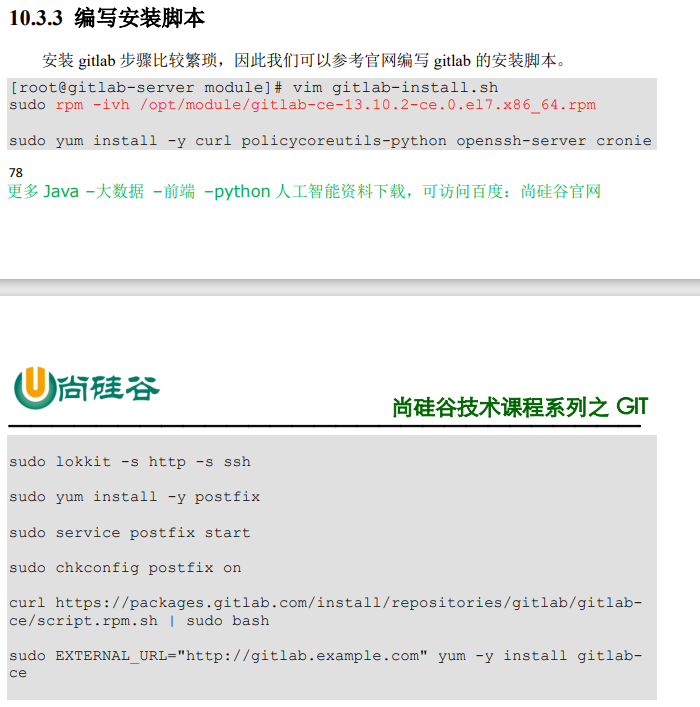 10.3.3 编写安装脚本
安装 gitlab 步骤比较繁琐，因此我们可以参考官网编写 gitlab 的安装脚本。
[root@gitlab-server module]# vim gitlab-install.sh
sudo rpm -ivh /opt/module/gitlab-ce-13.10.2-ce.0.el7.x86_64.rpm
sudo yum install -y curl policycoreutils-python openssh-server cronie
78
更多 Java –大数据 –前端 –python 人工智能资料下载，可访问百度：尚硅谷官网
尚硅谷
尚硅谷技术课程系列之 GIT
sudo lokkit -s http -s ssh
sudo yum install -y postfix
sudo service postfix start
sudo chkconfig postfix on
curl https://packages.gitlab.com/install/repositories/gitlab/gitlab-
ce/script.rpm.sh | sudo bash
sudo EXTERNAL_URL="http://gitlab.example.com" yum -y install gitlab-
ce